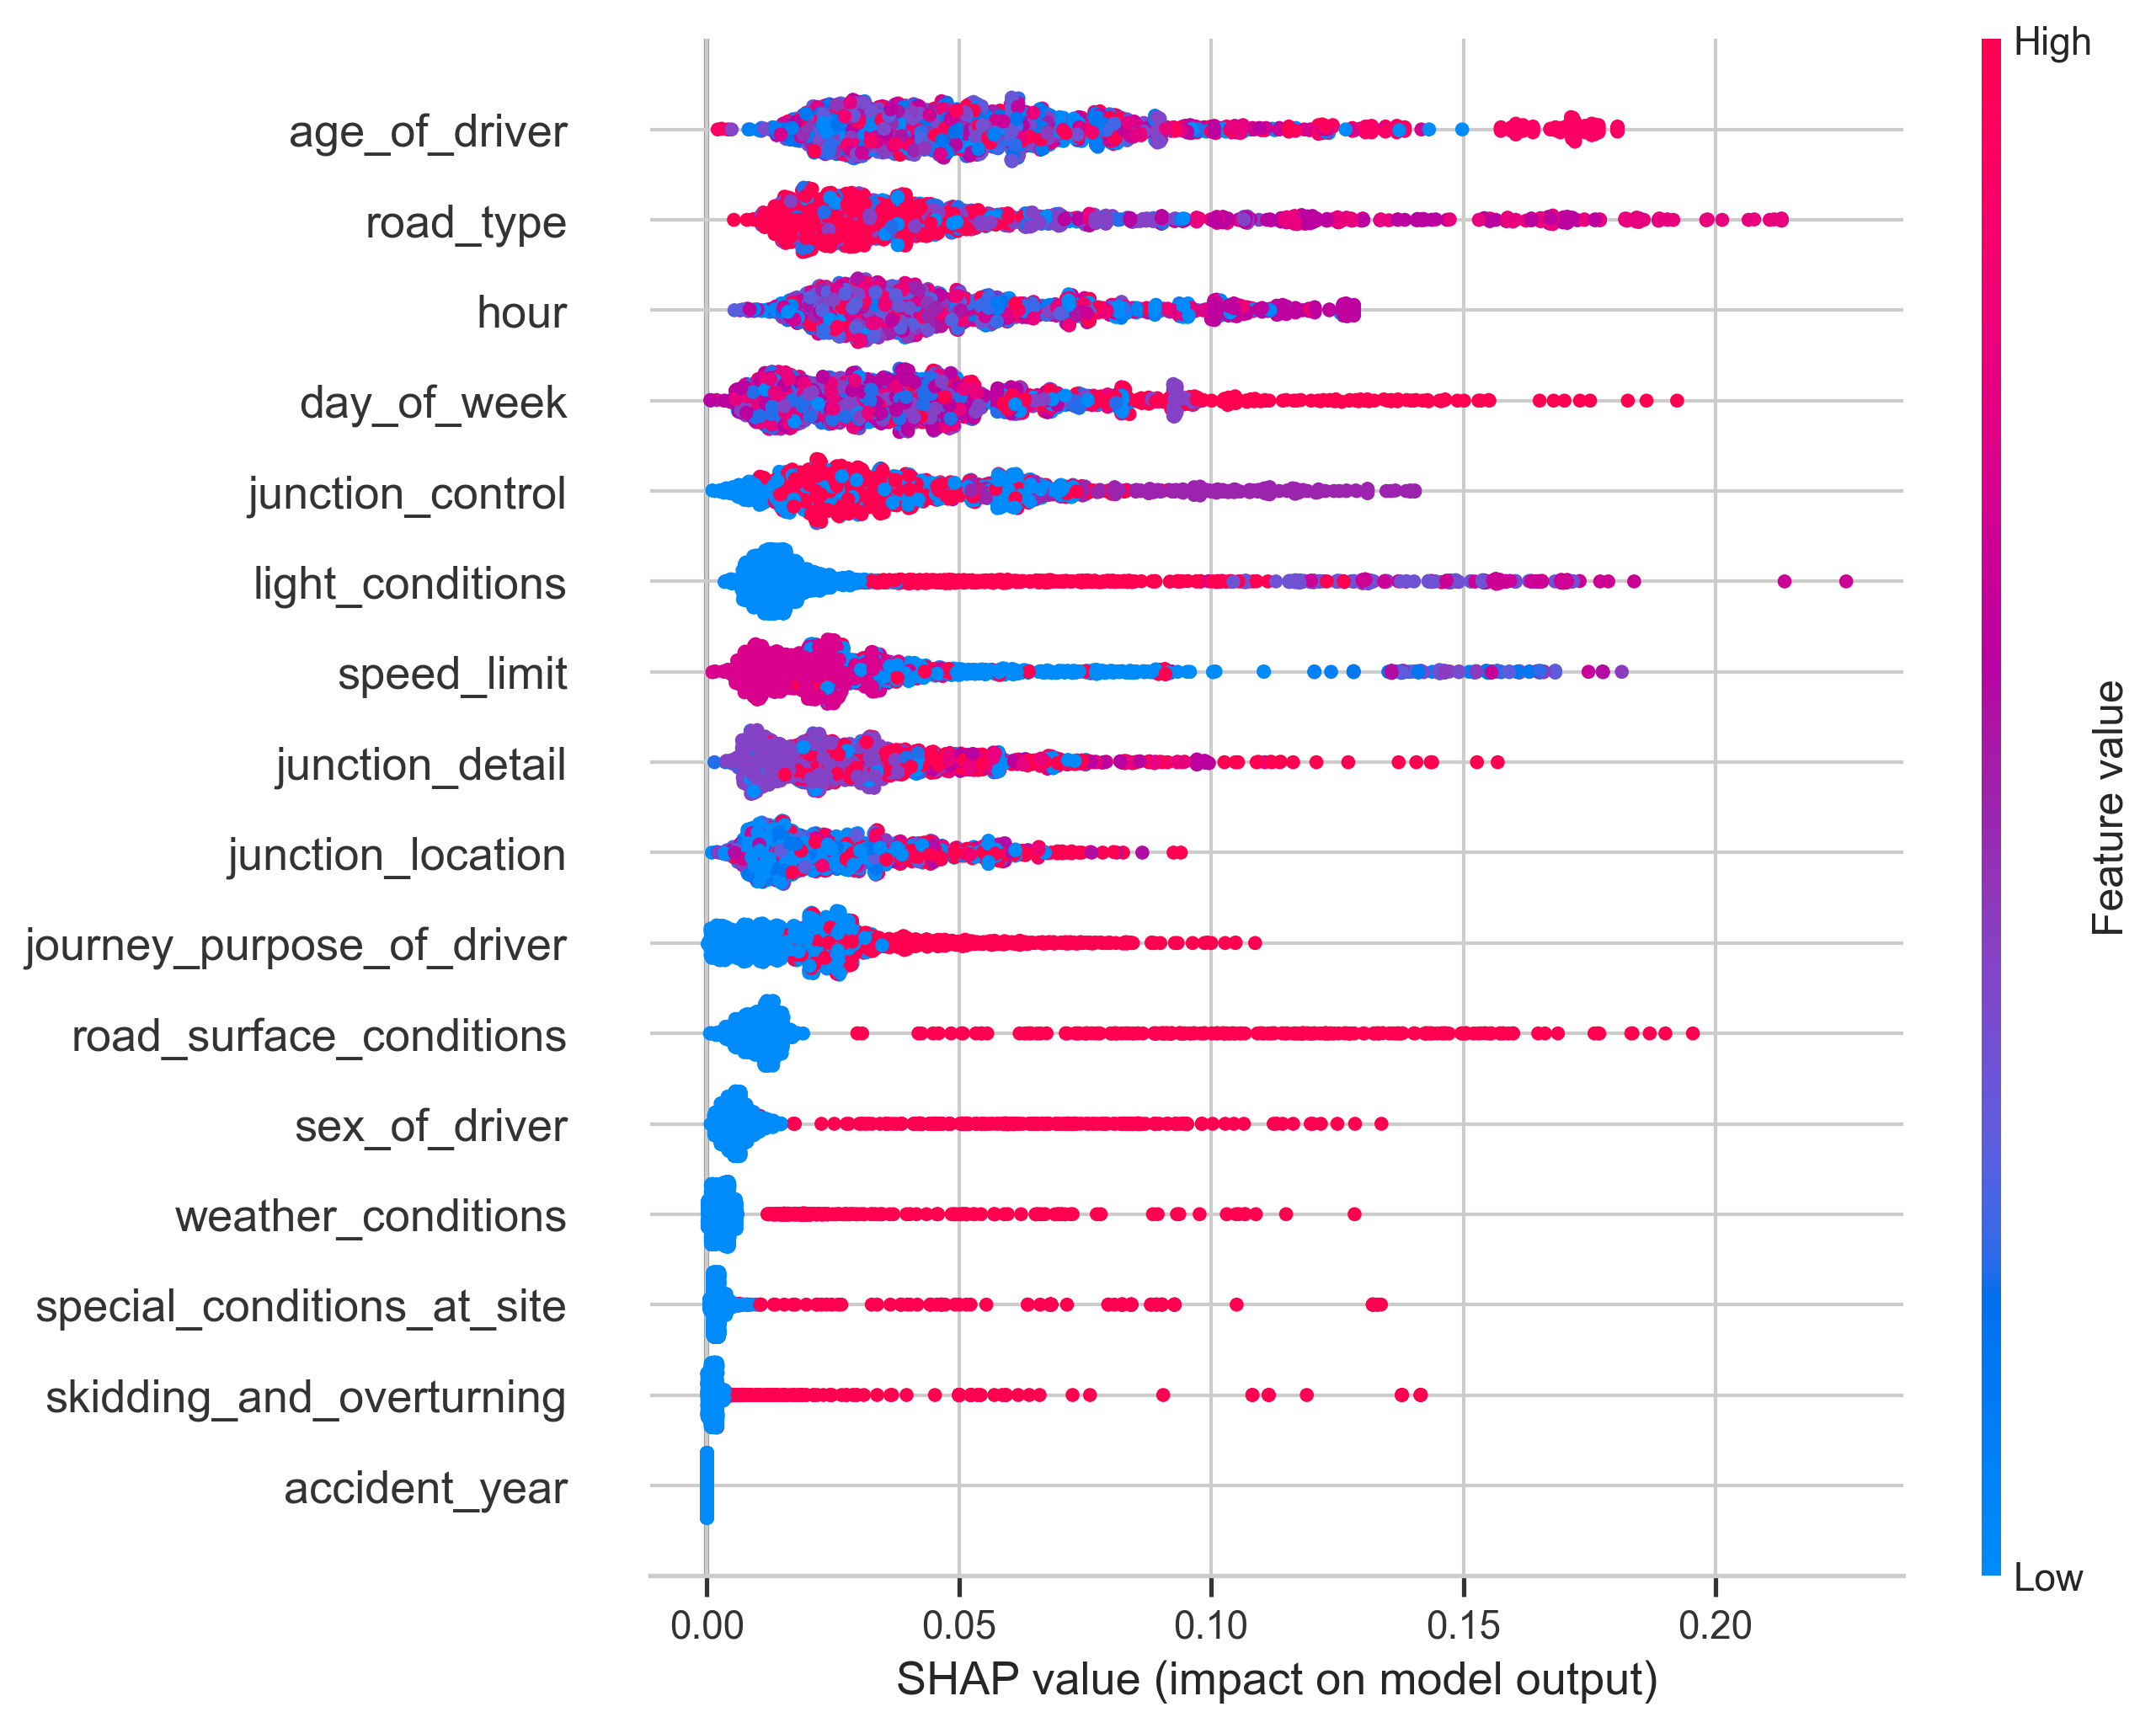 High
age_of_driver
road_type
hour
day_of_week
junction_control
light_conditions
speed_limit
junction_detail
junction_location
journey_purpose_of_driver
road_surface_conditions
sex_of_driver
weather_conditions
special_conditions_at_site
skidding_and_overturning
accident_year
Feature value
Low
0.00 0.05 0.10 0.15 0.20
SHAP value (impact on model output)